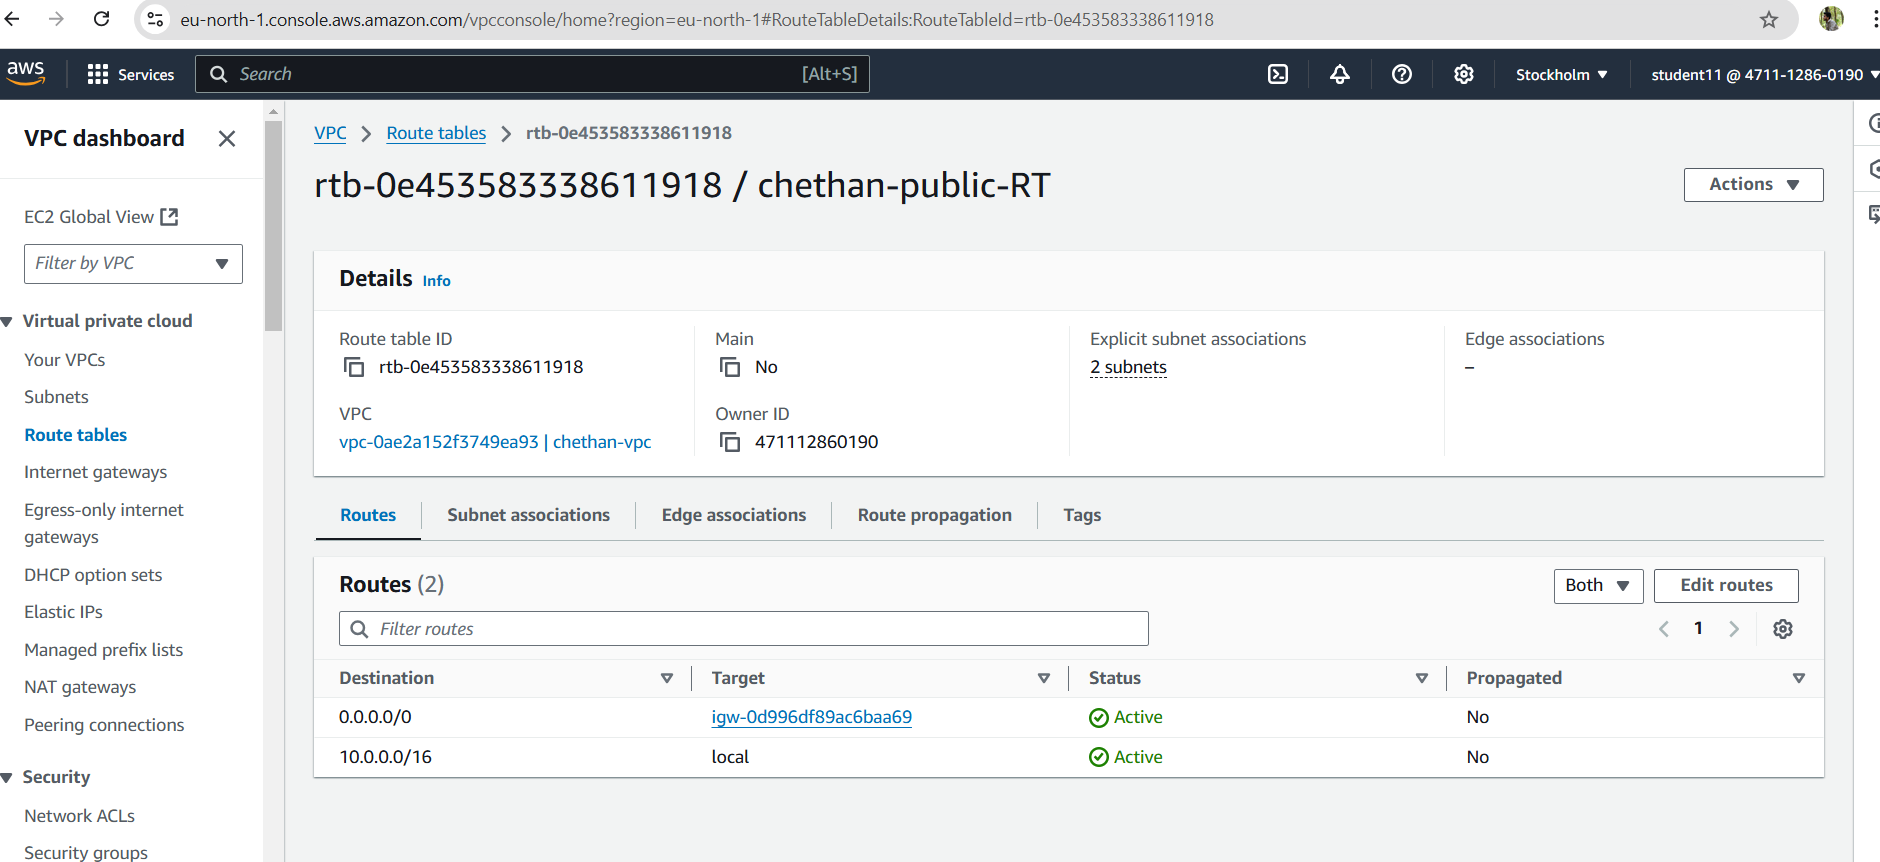 eu-north-1.console.aws.amazon.com/vpcconsole/home?region=eu-north-1#RouteTableDetails:RouteTableId=rtb-0e453583338611918
aws
Services
Search
[Alt+S]
Stockholm
student11 @ 4711-1286-0190
VPC dashboard
EC2 Global View
Filter by VPC
Virtual private cloud
Your VPCs
Subnets
Route tables
Internet gateways
Egress-only internet
gateways
DHCP option sets
Elastic IPs
Managed prefix lists
NAT gateways
Peering connections
Security
Network ACLs
Security groups
VPC > Route tables > rtb-0e453583338611918
rtb-0e453583338611918 / chethan-public-RT
Actions
Details Info
Route table ID
rtb-0e453583338611918
Main
No
Explicit subnet associations
2 subnets
Edge associations
–
VPC
vpc-0ae2a152f3749ea93 | chethan-vpc
Owner ID
471112860190
Routes
Subnet associations
Edge associations
Route propagation
Tags
Routes (2)
Both
Edit routes
Filter routes
1
Destination Target Status Propagated
0.0.0.0/0 igw-0d996df89ac6baa69 Active No
10.0.0.0/16 local Active No